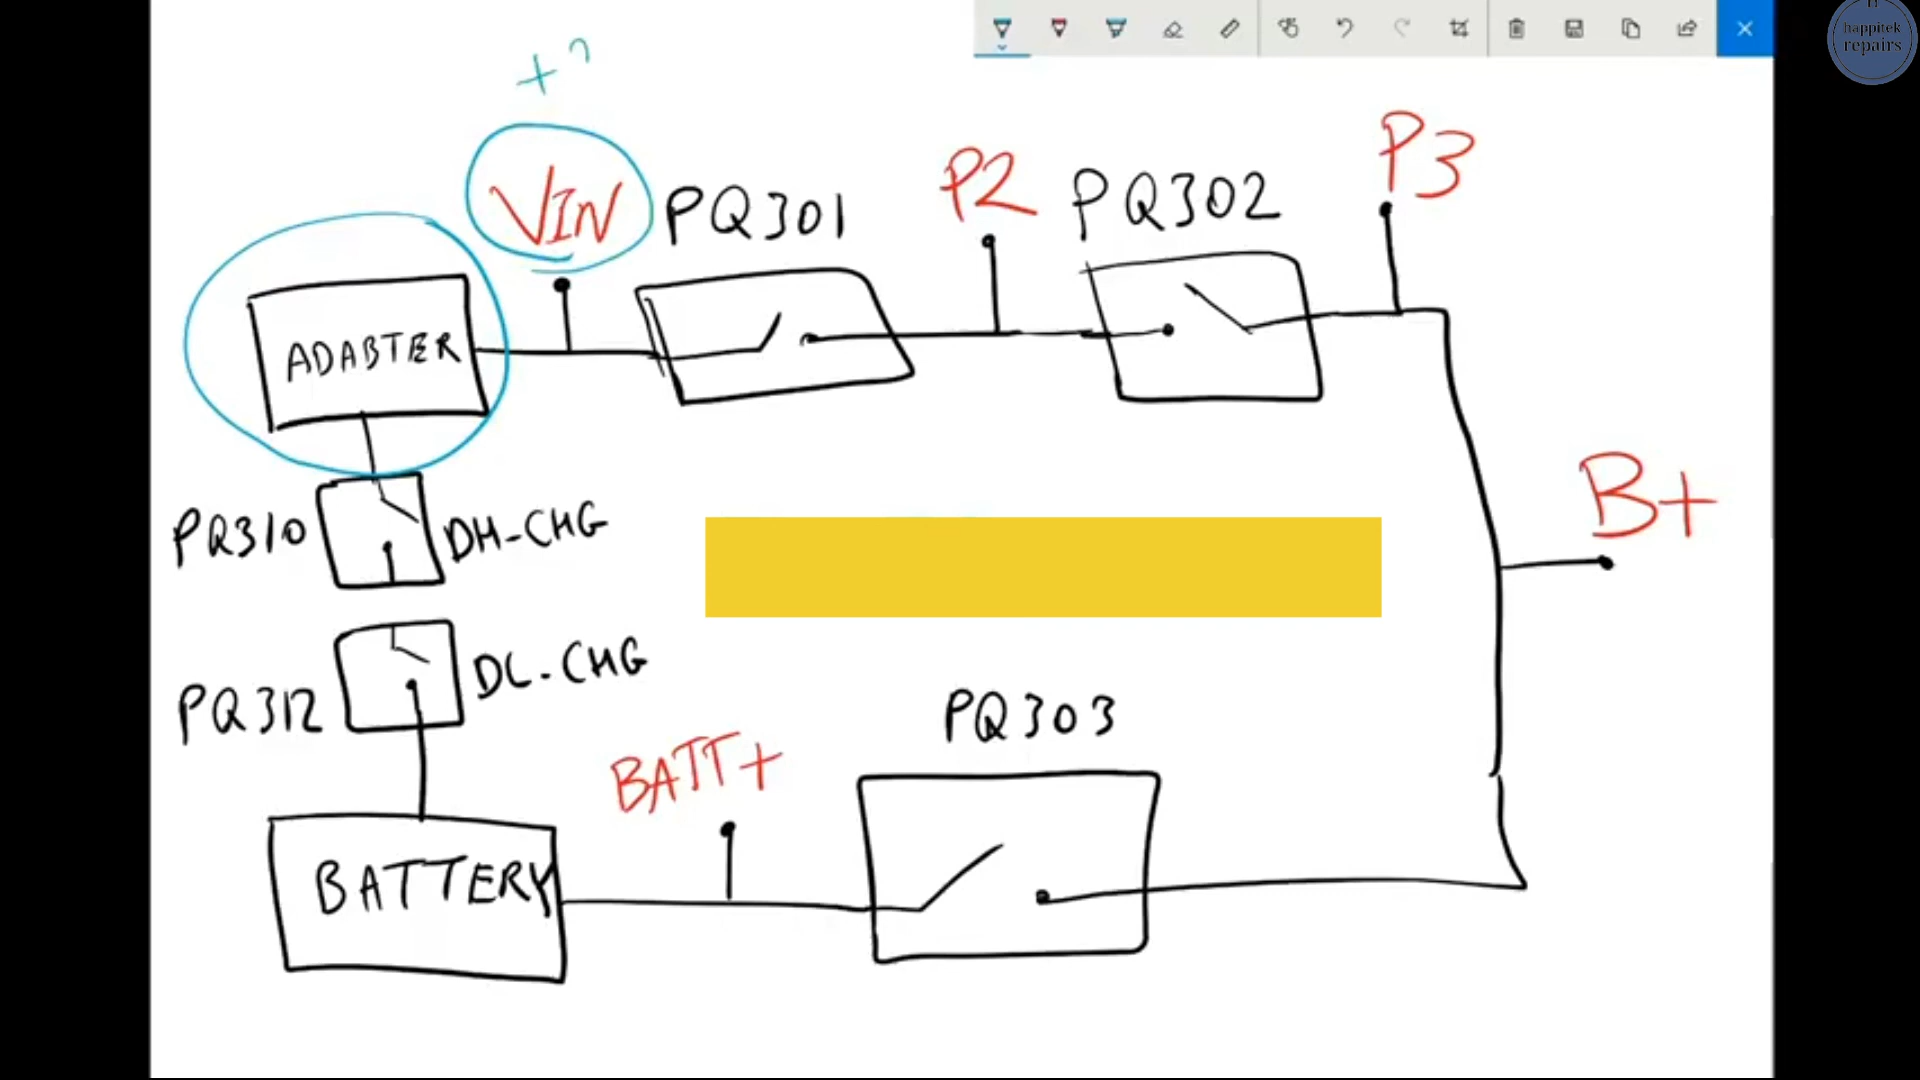 happitek
repairs
VIN
PQ301
P2
PQ302
P3
ADABTER
B+
PQ310
DH-CHG
DL-CHG
PQ312
PQ303
BATT+
BATTERY